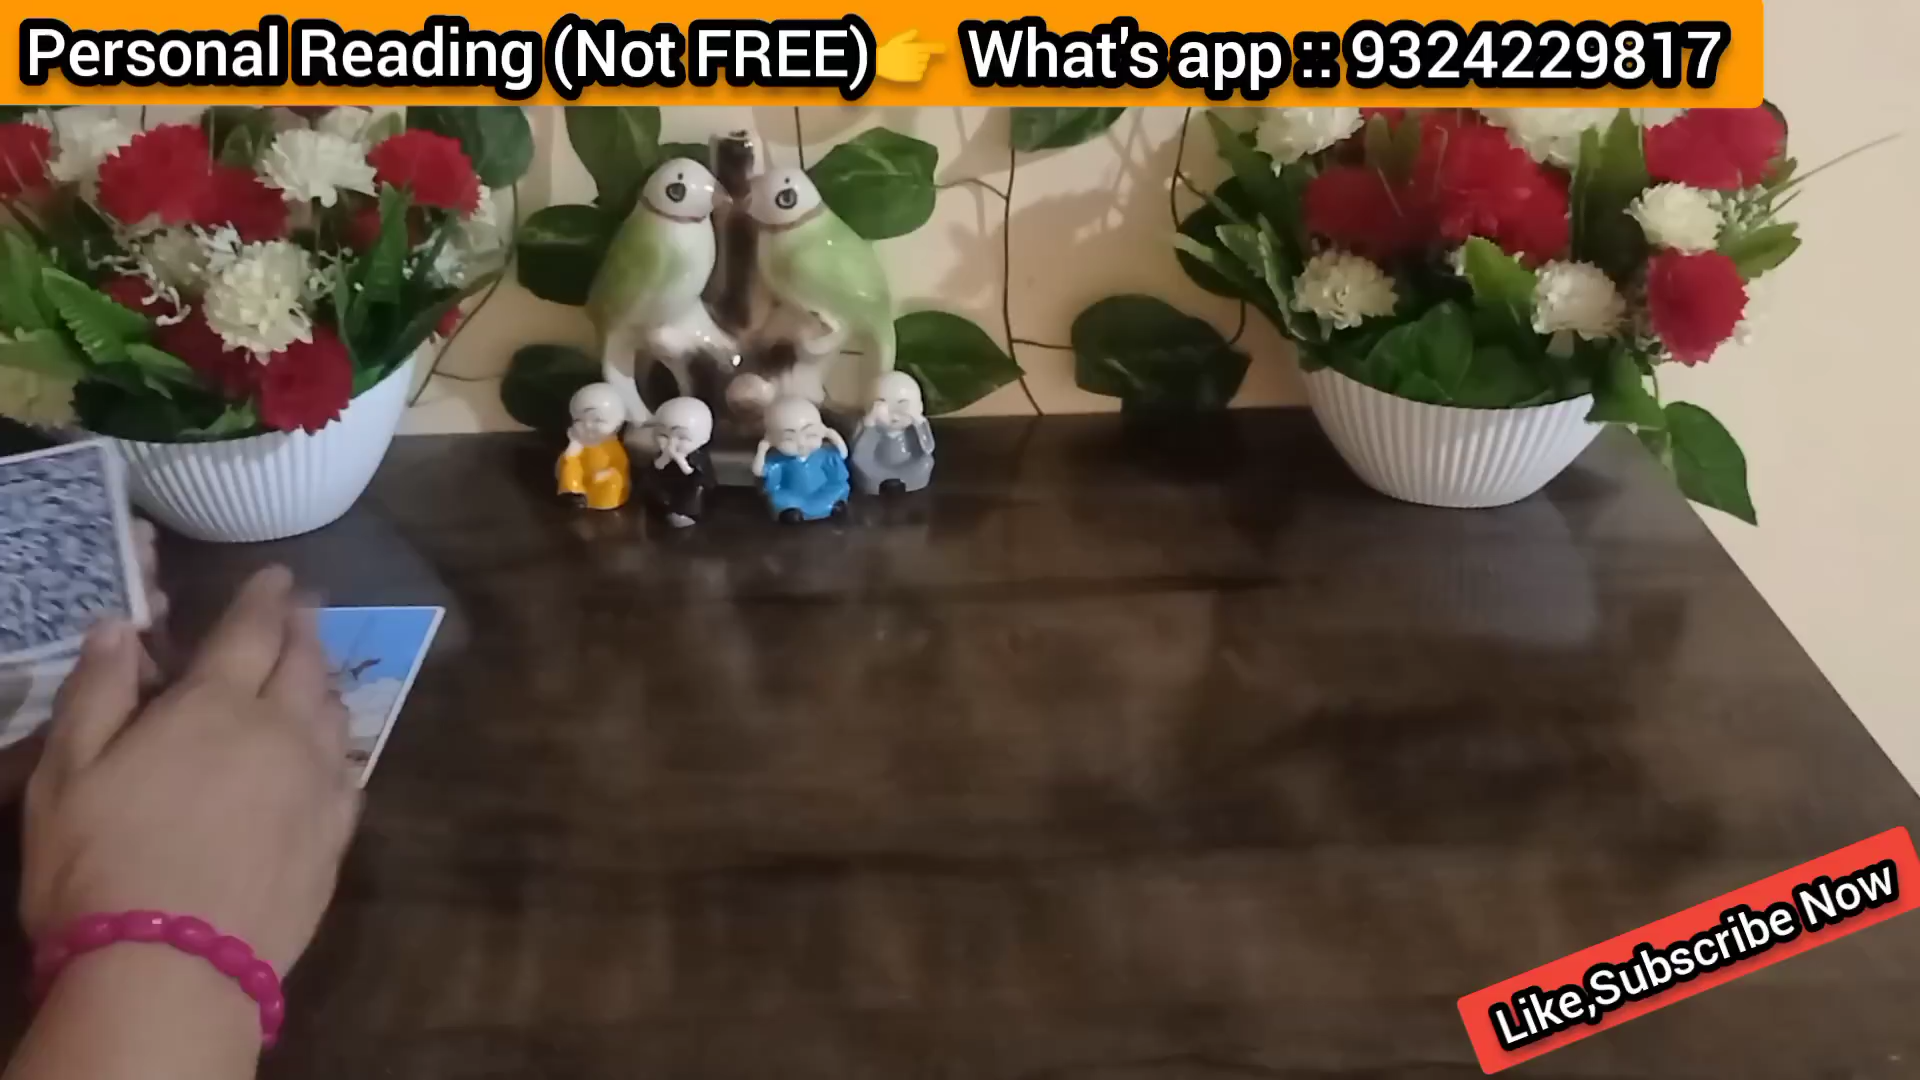 Personal Reading (Not FREE)👉 What's app :: 9324229817
Like,Subscribe Now